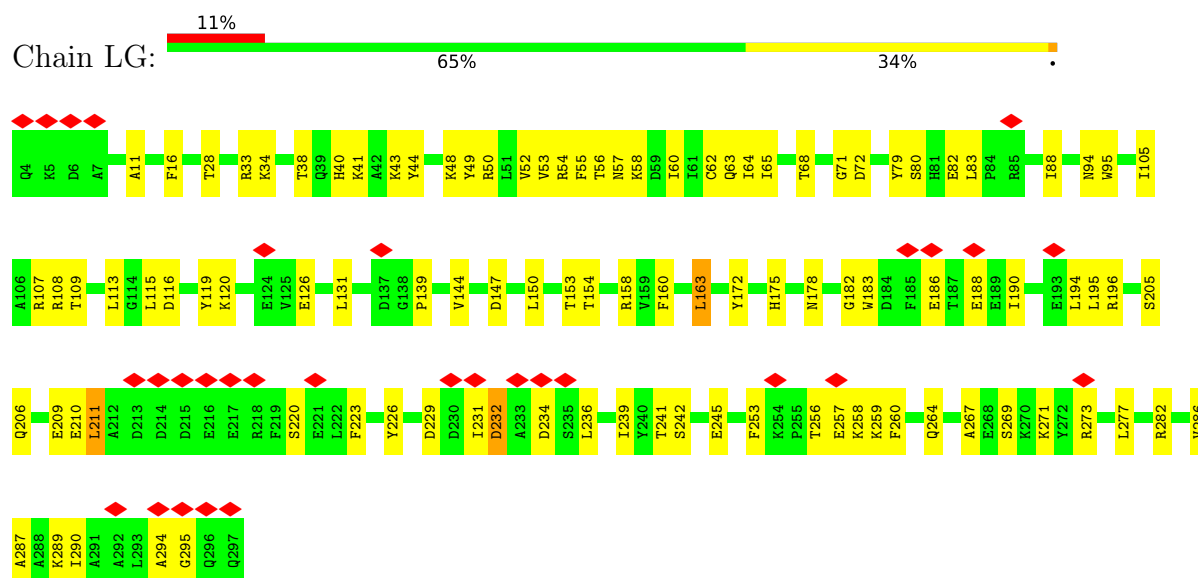 11%
Chain LG:
65% 34% •
Q4 K5 D6 A7 A11 F16 T28 R33 K34 T38 Q39 H40 K41 A42 K43 Y44 K48 Y49 R50 L51 V52 V53 R54 F55 T56 N57 K58 D59 I60 I61 C62 Q63 I64 I65 T68 G71 D72 Y79 S80 H81 E82 L83 P84 R85 I88 N94 W95 I105
A106 R107 R108 T109 L113 G114 L115 D116 Y119 K120 E124 V125 E126 L131 D137 G138 P139 V144 D147 L150 T153 T154 R158 V159 F160 L163 Y172 H175 N178 G182 W183 D184 F185 E186 T187 E188 E189 I190 E193 L194 L195 R196 S205
Q206 E209 E210 L211 A212 D213 D214 D215 E216 E217 R218 F219 S220 E221 L222 F223 Y226 D229 D230 I231 D232 A233 D234 S235 L236 I239 Y240 T241 S242 E245 F253 K254 P255 T256 E257 K258 K259 F260 Q264 A267 E268 S269 K270 K271 Y272 R273 L277 R282
A287 A288 K289 I290 A291 A292 L293 A294 G295 Q296 Q297